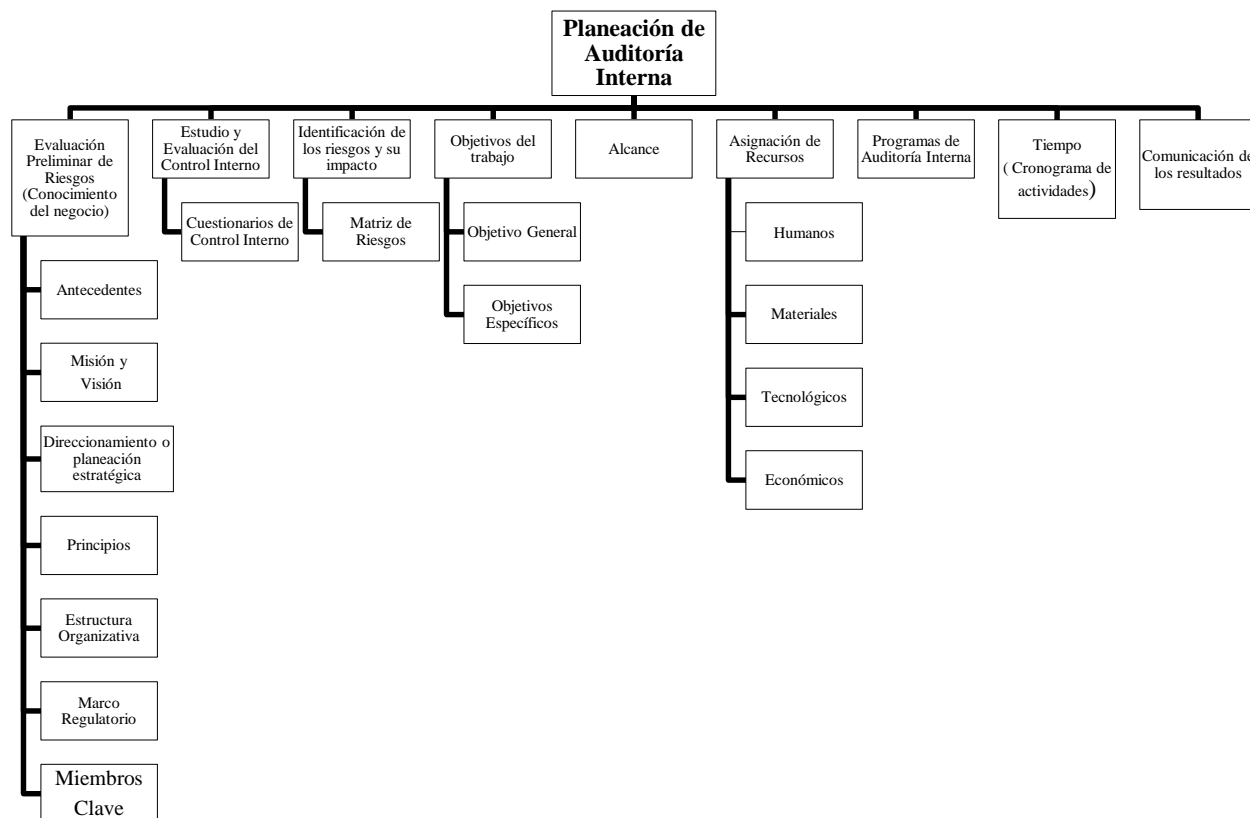 Planeación de
Auditoría
Interna
Evaluación
Preliminar de
Riesgos
(Conocimiento
del negocio)
Estudio y
Evaluación del
Control Interno
Identificación de
los riesgos y su
impacto
Objetivos del
trabajo
Alcance
Asignación de
Recursos
Programas de
Auditoría Interna
Tiempo
( Cronograma de
actividades)
Comunicación de
los resultados
Cuestionarios de
Control Interno
Matriz de
Riesgos
Objetivo General
Humanos
Antecedentes
Objetivos
Específicos
Materiales
Misión y
Visión
Tecnológicos
Direccionamiento o
planeación
estratégica
Económicos
Principios
Estructura
Organizativa
Marco
Regulatorio
Miembros
Clave